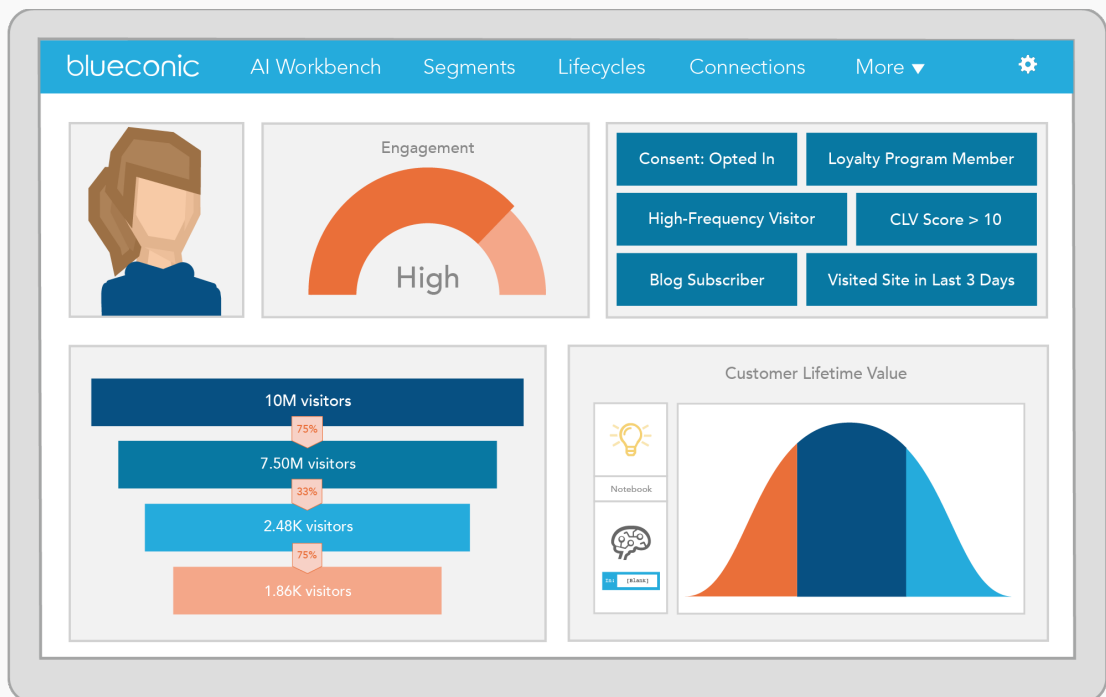 blueconic AI Workbench Segments Lifecycles Connections More ▼
Engagement
High
Consent: Opted In
Loyalty Program Member
High-Frequency Visitor
CLV Score > 10
Blog Subscriber
Visited Site in Last 3 Days
10M visitors
75%
7.50M visitors
33%
2.48K visitors
75%
1.86K visitors
Customer Lifetime Value
Notebook
In: [Blank]